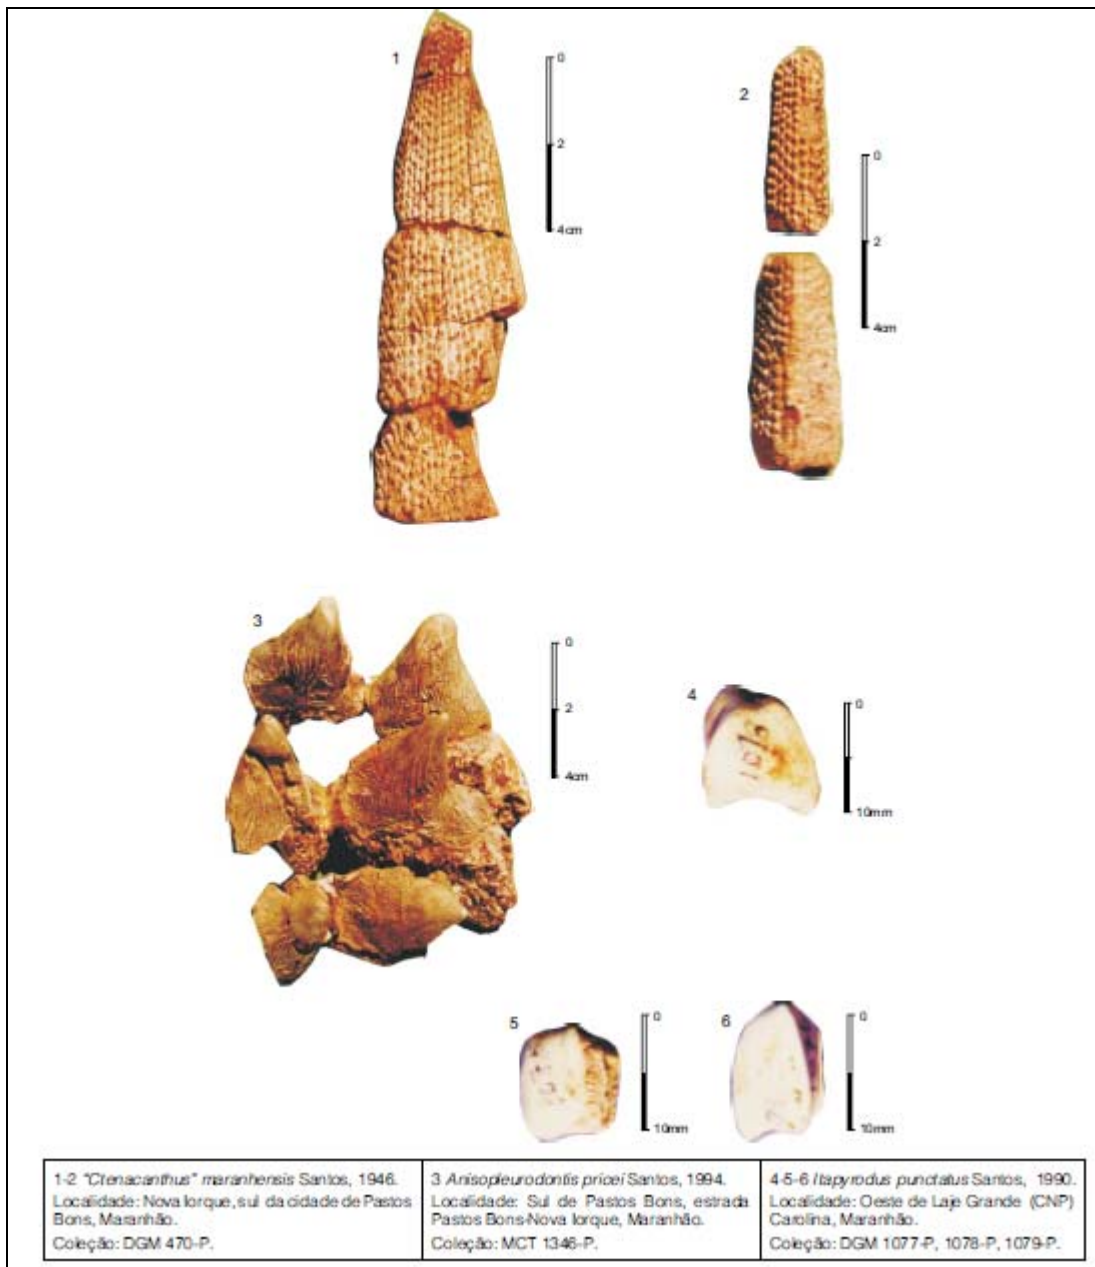 1
0
2
4cm
2
0
2
4cm
3
0
2
4cm
4
0
10mm
5
0
10mm
6
0
10mm
1-2 "Ctenacanthus" maranhensis Santos, 1946.
Localidade: Nova Iorque, sul da cidade de Pastos
Bons, Maranhão.
Coleção: DGM 470-P.
3 Anisopleurodontis pricei Santos, 1994.
Localidade: Sul de Pastos Bons, estrada
Pastos Bons-Nova Iorque, Maranhão.
Coleção: MCT 1346-P.
4-5-6 Itapyrodus punctatus Santos, 1990.
Localidade: Oeste de Laje Grande (CNP)
Carolina, Maranhão.
Coleção: DGM 1077-P, 1078-P, 1079-P.